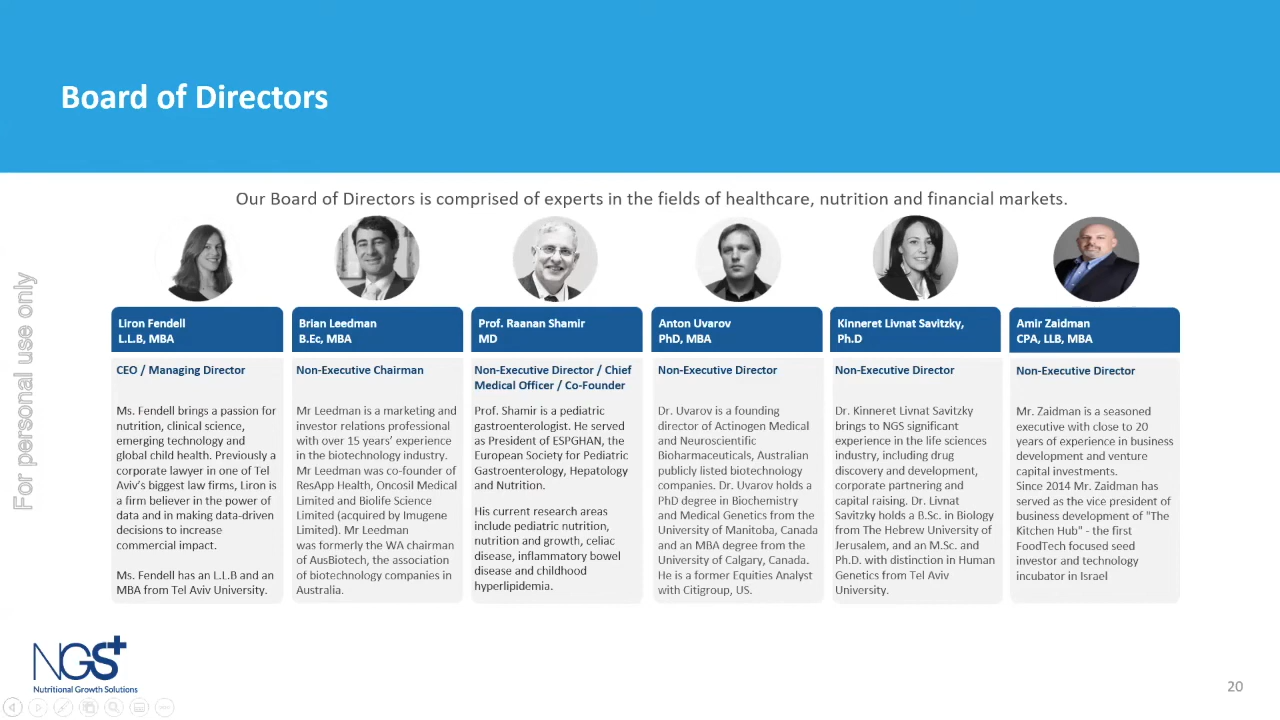 Board of Directors
Our Board of Directors is comprised of experts in the fields of healthcare, nutrition and financial markets.
For personal use only
Liron Fendell
L.L.B, MBA
CEO / Managing Director
Ms. Fendell brings a passion for
nutrition, clinical science,
emerging technology and
global child health. Previously a
corporate lawyer in one of Tel
Aviv's biggest law firms, Liron is
a firm believer in the power of
data and in making data-driven
decisions to increase
commercial impact.
Ms. Fendell has an L.L.B and an
MBA from Tel Aviv University.
Brian Leedman
B.Ec, MBA
Non-Executive Chairman
Mr Leedman is a marketing and
investor relations professional
with over 15 years' experience
in the biotechnology industry.
Mr Leedman was co-founder of
ResApp Health, Oncosil Medical
Limited and Biolife Science
Limited (acquired by Imugene
Limited). Mr Leedman
was formerly the WA chairman
of AusBiotech, the association
of biotechnology companies in
Australia.
Prof. Raanan Shamir
MD
Non-Executive Director / Chief
Medical Officer / Co-Founder
Prof. Shamir is a pediatric
gastroenterologist. He served
as President of ESPGHAN, the
European Society for Pediatric
Gastroenterology, Hepatology
and Nutrition.
His current research areas
include pediatric nutrition,
nutrition and growth, celiac
disease, inflammatory bowel
disease and childhood
hyperlipidemia.
Anton Uvarov
PhD, MBA
Non-Executive Director
Dr. Uvarov is a founding
director of Actinogen Medical
and Neuroscientific
Biopharmaceuticals, Australian
publicly listed biotechnology
companies. Dr. Uvarov holds a
PhD degree in Biochemistry
and Medical Genetics from the
University of Manitoba, Canada
and an MBA degree from the
University of Calgary, Canada.
He is a former Equities Analyst
with Citigroup, US.
Kinneret Livnat Savitzky,
Ph.D
Non-Executive Director
Dr. Kinneret Livnat Savitzky
brings to NGS significant
experience in the life sciences
industry, including drug
discovery and development,
corporate partnering and
capital raising. Dr. Livnat
Savitzky holds a B.Sc. in Biology
from The Hebrew University of
Jerusalem, and an M.Sc. and
Ph.D. with distinction in Human
Genetics from Tel Aviv
University.
Amir Zaidman
CPA, LLB, MBA
Non-Executive Director
Mr. Zaidman is a seasoned
executive with close to 20
years of experience in business
development and venture
capital investments.
Since 2014 Mr. Zaidman has
served as the vice president of
business development of "The
Kitchen Hub" - the first
FoodTech focused seed
investor and technology
incubator in Israel
NGS+
Nutritional Growth Solutions
20